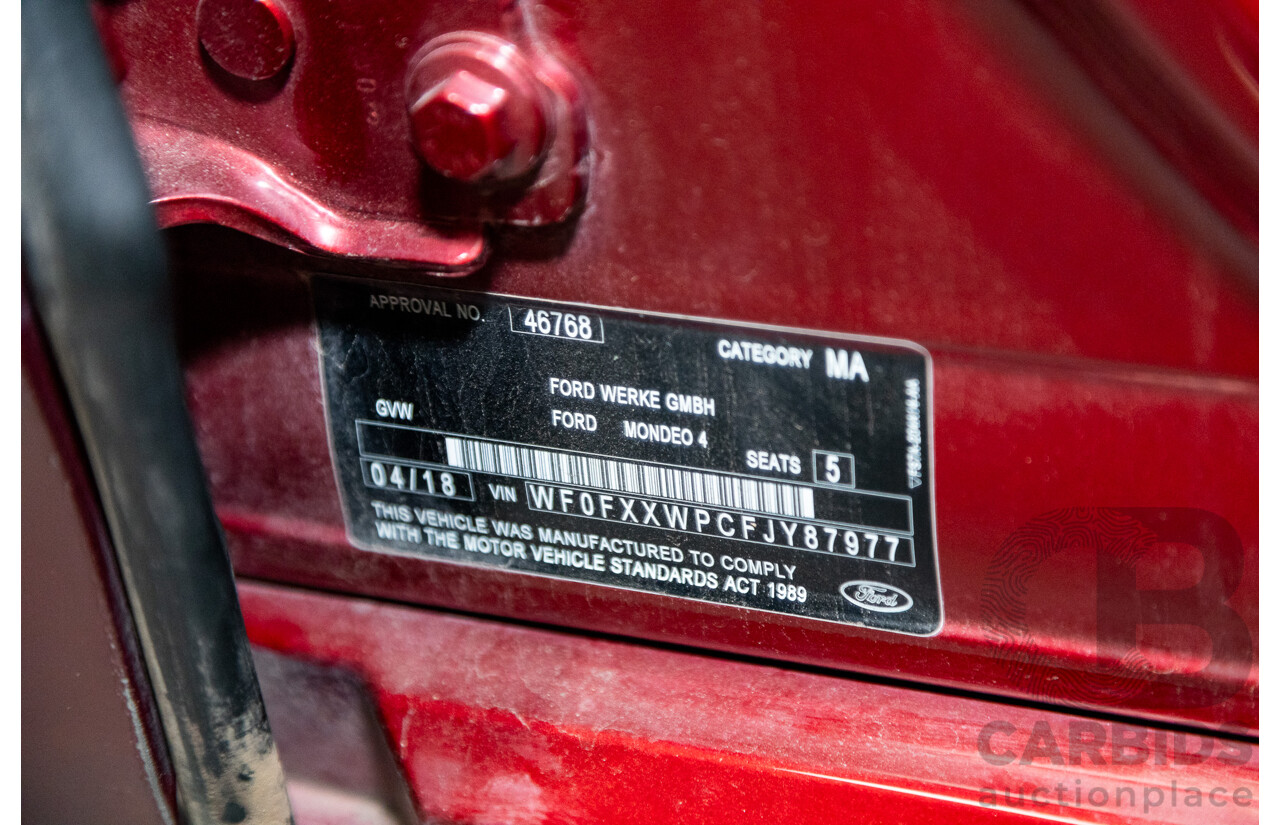 APPROVAL NO. 46768
CATEGORY MA
FORD WERKE GMBH
GVW
FORD MONDEO 4
SEATS 5
04/18 VIN WF0FXXWPCFJY87977
THIS VEHICLE WAS MANUFACTURED TO COMPLY
WITH THE MOTOR VEHICLE STANDARDS ACT 1989
Ford
CB
CARBIDS
auctionplace